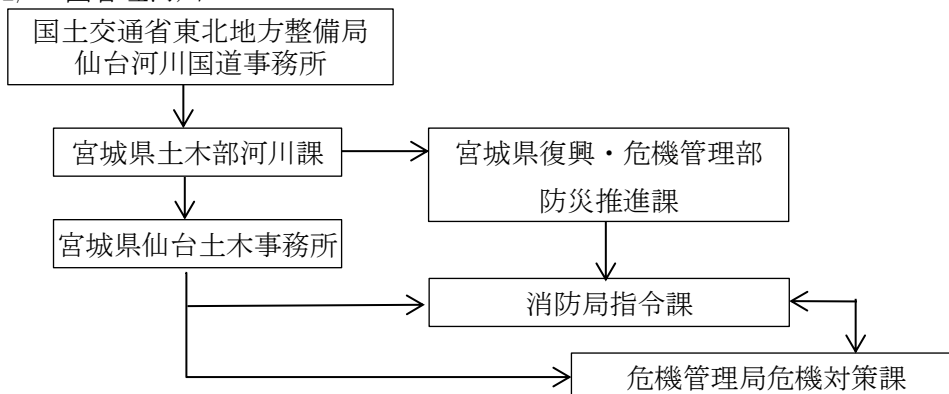 国土交通省東北地方整備局
仙台河川国道事務所
宮城県土木部河川課
宮城県復興・危機管理部
防災推進課
宮城県仙台土木事務所
消防局指令課
危機管理局危機対策課